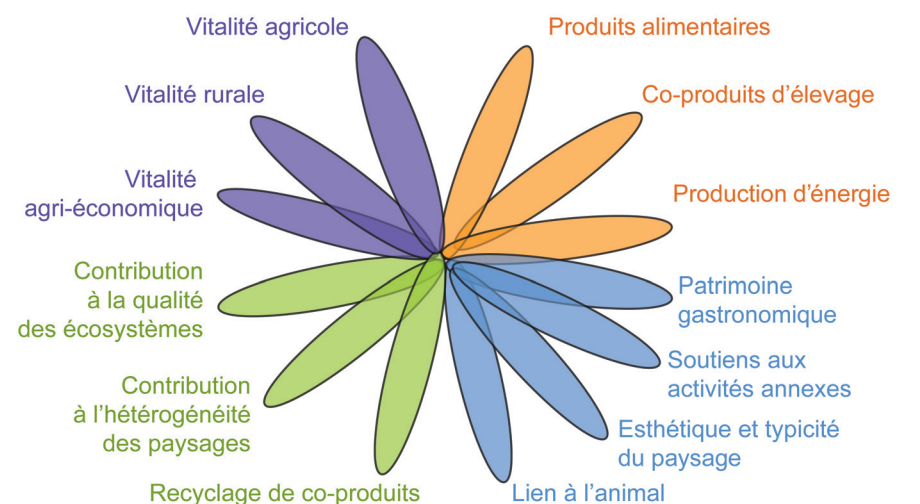 Vitalité agricole
Produits alimentaires
Vitalité rurale
Co-produits d’élevage
Vitalité
agri-économique
Production d’énergie
Contribution
à la qualité
des écosystèmes
Patrimoine
gastronomique
Soutiens aux
activités annexes
Contribution
à l’hétérogénéité
des paysages
Esthétique et typicité
du paysage
Recyclage de co-produits
Lien à l’animal